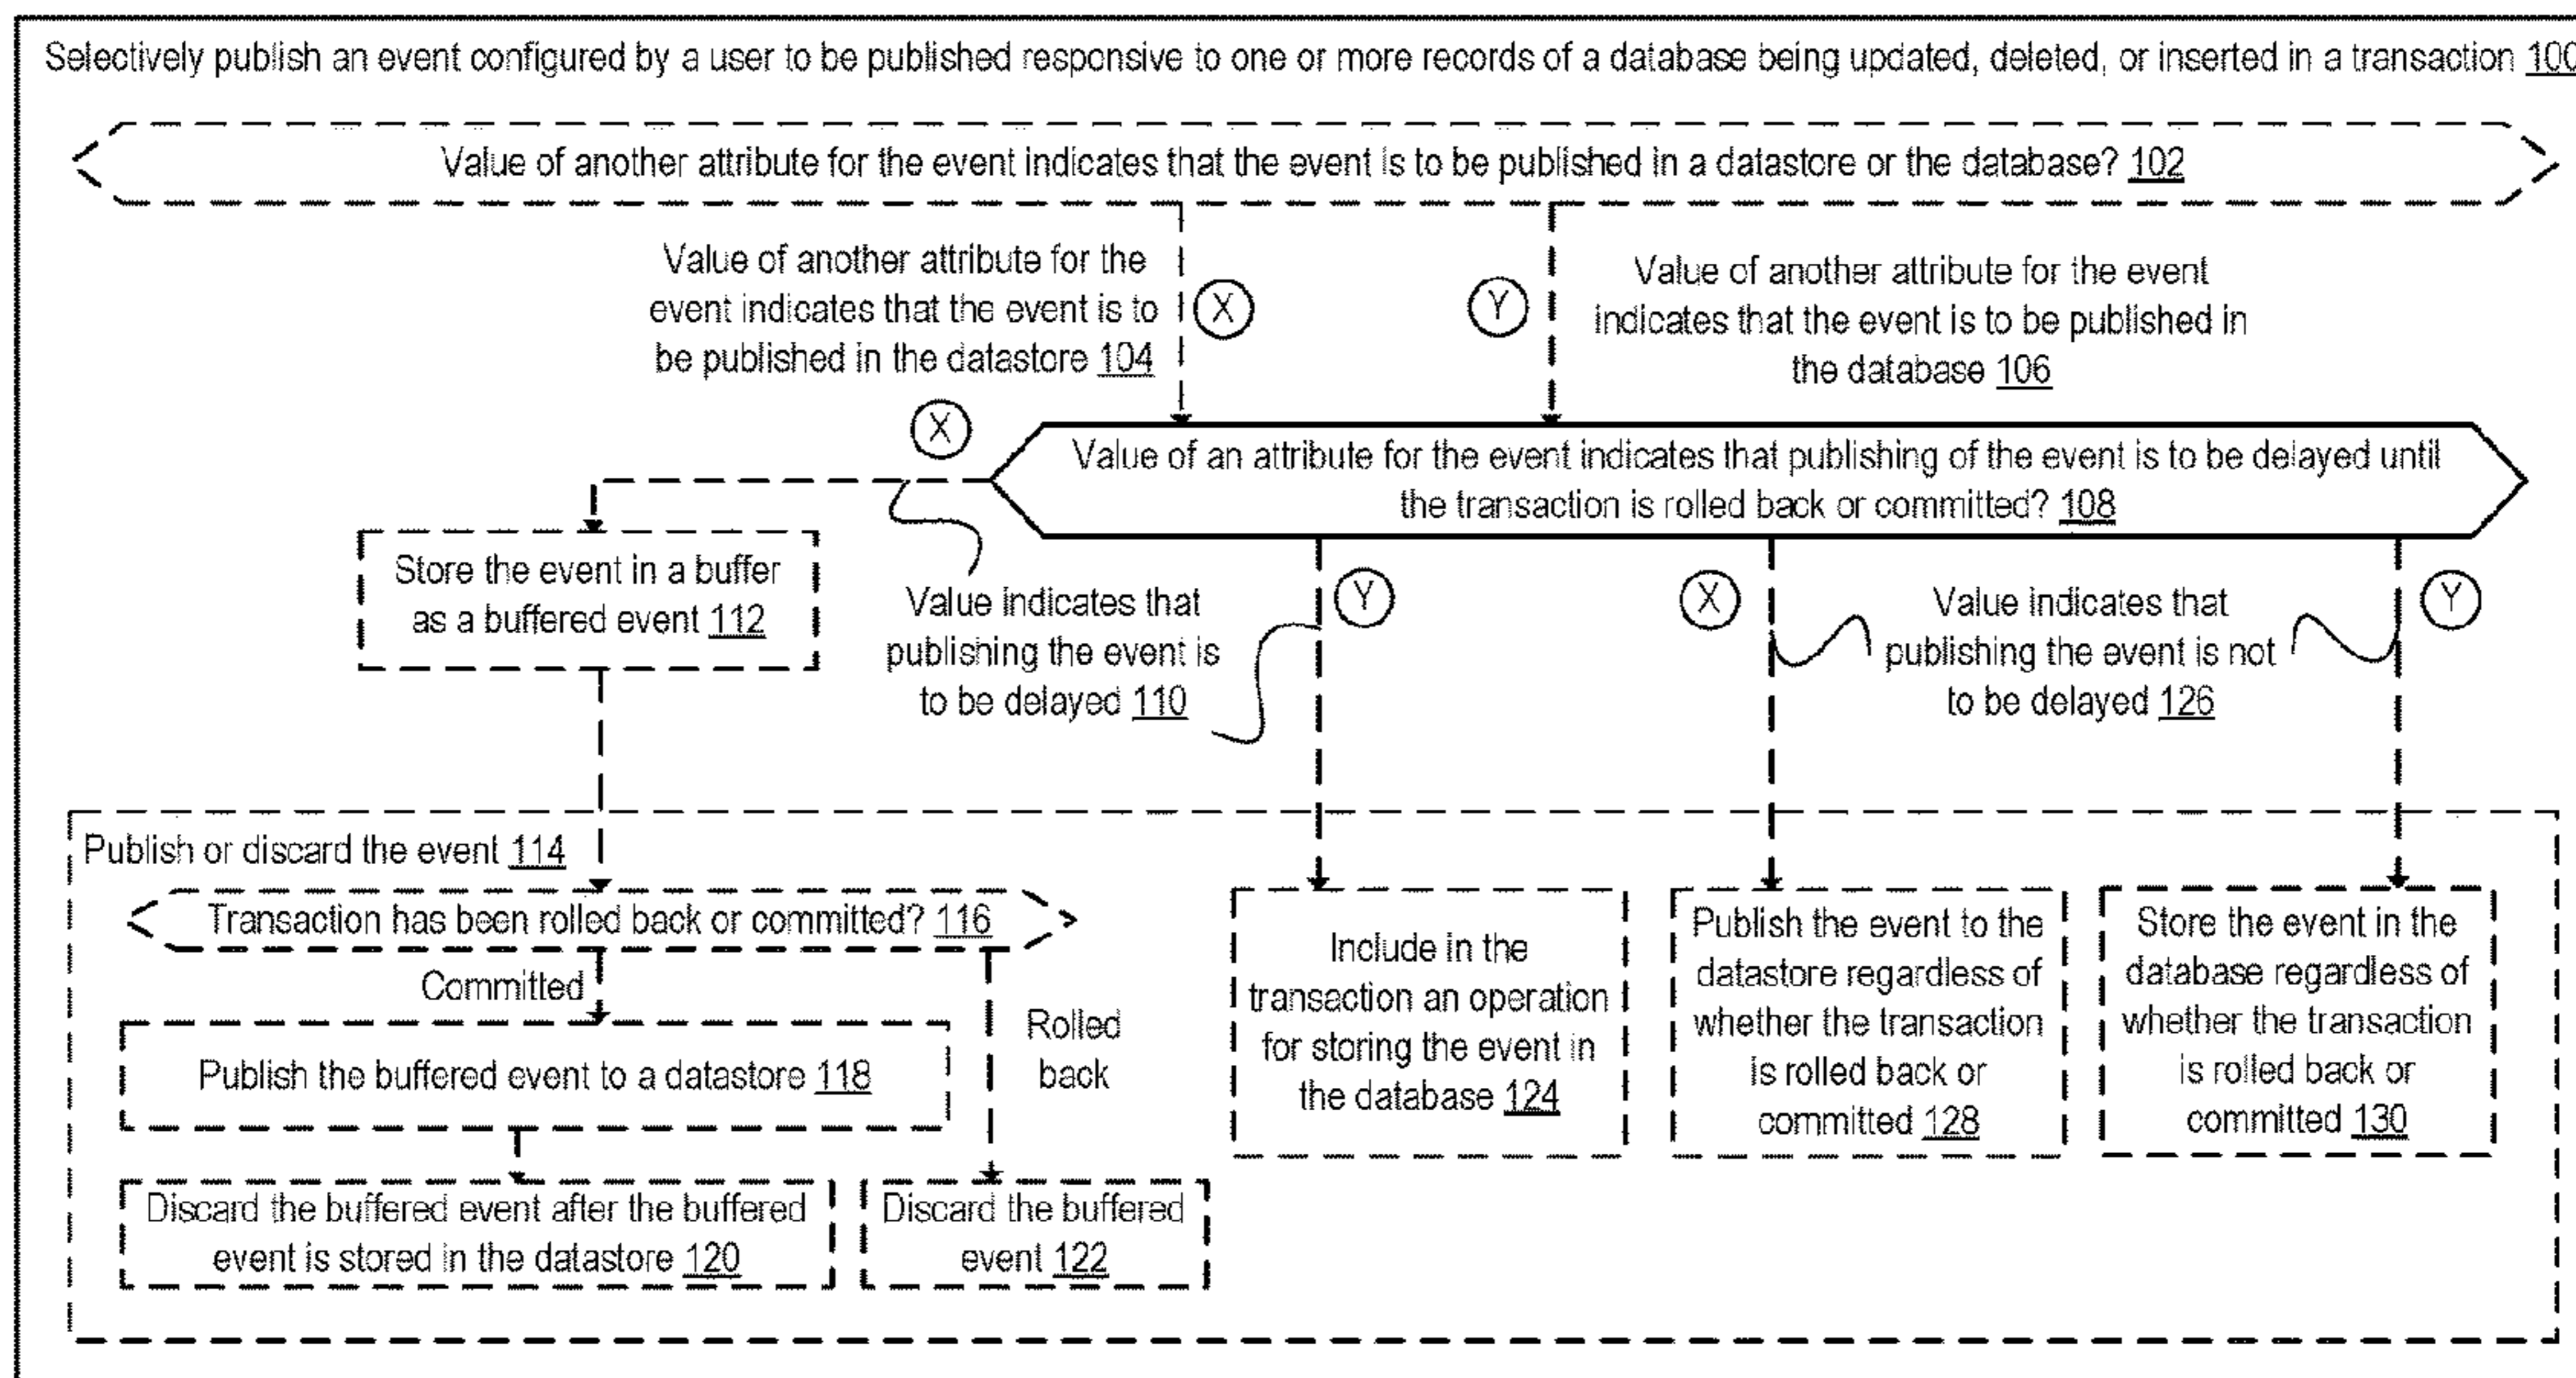 Selectively publish an event configured by a user to be published responsive to one or more records of a database being updated, deleted, or inserted in a transaction 100
Value of another attribute for the event indicates that the event is to be published in a datastore or the database? 102
Value of another attribute for the
event indicates that the event is to
be published in the datastore 104
X
Y
Value of another attribute for the event
indicates that the event is to be published in
the database 106
X
Value of an attribute for the event indicates that publishing of the event is to be delayed until
the transaction is rolled back or committed? 108
Store the event in a buffer
as a buffered event 112
Value indicates that
publishing the event is
to be delayed 110
Y
X
Value indicates that
publishing the event is not
to be delayed 126
Y
Publish or discard the event 114
Transaction has been rolled back or committed? 116
Committed
Rolled
back
Publish the buffered event to a datastore 118
Discard the buffered event after the buffered
event is stored in the datastore 120
Discard the buffered
event 122
Include in the
transaction an operation
for storing the event in
the database 124
Publish the event to the
datastore regardless of
whether the transaction
is rolled back or
committed 128
Store the event in the
database regardless of
whether the transaction
is rolled back or
committed 130